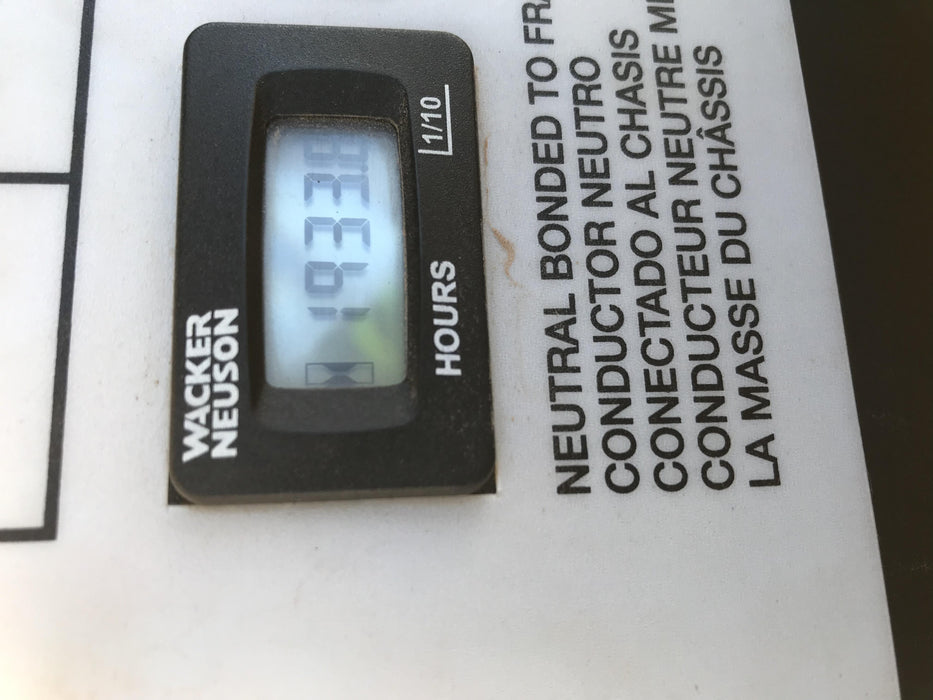 WACKER
NEUSON
HOURS
1/10
NEUTRAL BONDED TO
CONDUCTOR NEUTRO
CONECTADO AL CHASIS
CONDUCTEUR NEUTRE
LA MASSE DU CHÂSSIS